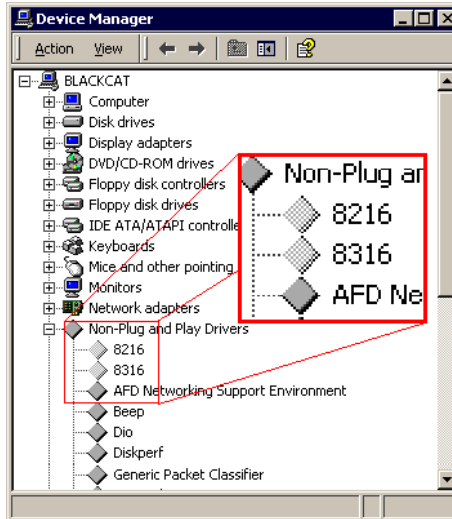 Device Manager
Action View
BLACKCAT
Computer
Disk drives
Display adapters
DVD/CD-ROM drives
Floppy disk controllers
Floppy disk drives
IDE ATA/ATAPI controlle
Keyboards
Mice and other pointing
Monitors
Network adapters
Non-Plug and Play Drivers
8216
8316
AFD Networking Support Environment
Beep
Dio
Diskperf
Generic Packet Classifier
Non-Plug an
8216
8316
AFD Ne